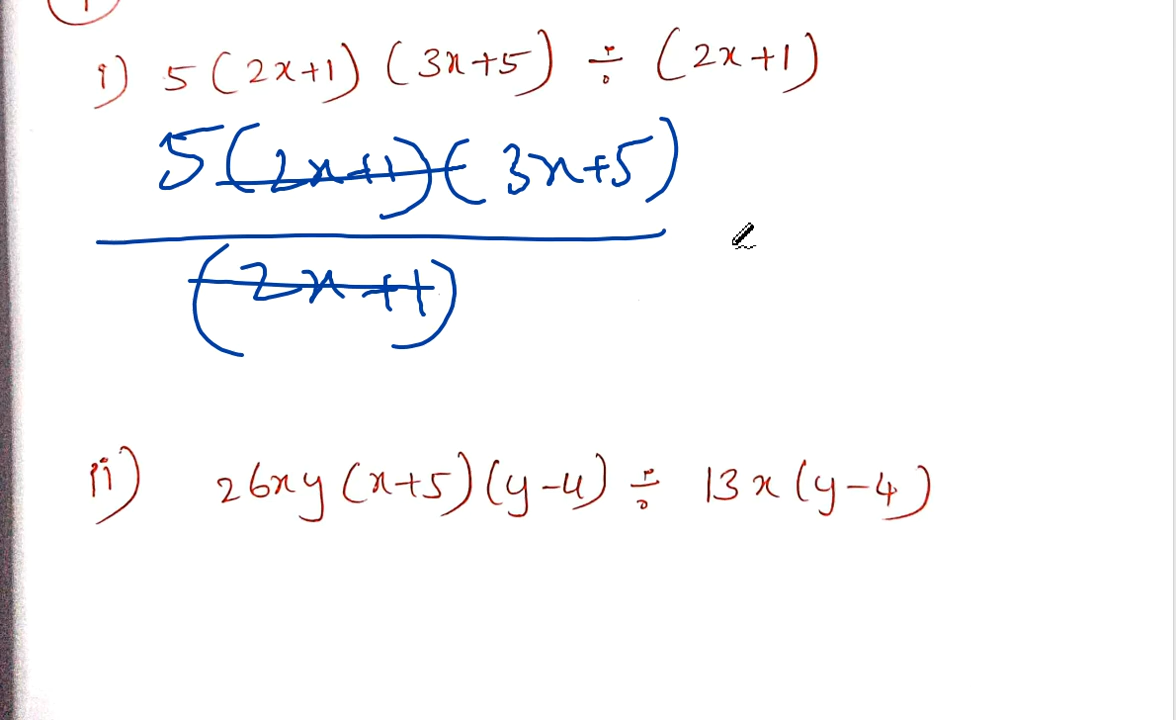 i) 5(2x+1)(3x+5) ÷ (2x+1)
5(2x+1)(3x+5)
(2x+1)
ii) 26xy(x+5)(y-4) ÷ 13x(y-4)